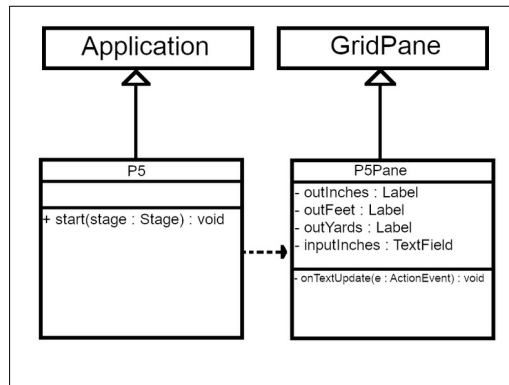 Application
GridPane
P5
+ start(stage : Stage) : void
P5Pane
- outInches : Label
- outFeet : Label
- outYards : Label
- inputInches : TextField
- onTextUpdate(e : ActionEvent) : void